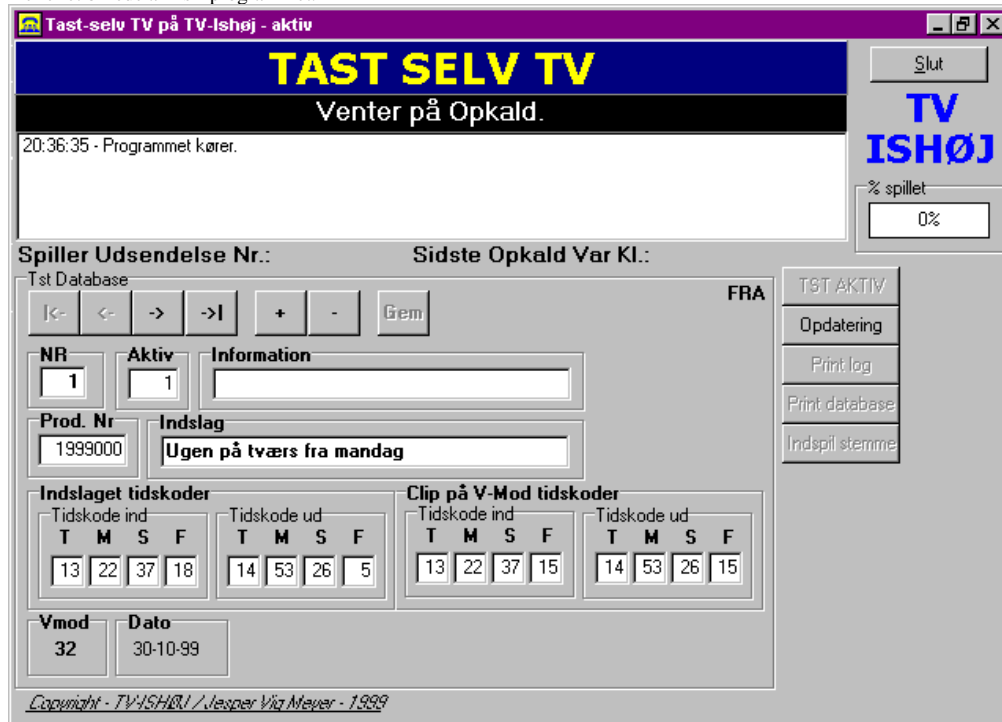 Tast-selv TV på TV-Ishøj - aktiv
TAST SELV TV
Slut
Venter på Opkald.
TV
ISHØJ
20:36:35 - Programmet kører.
% spillet
0%
Spiller Udsendelse Nr.: Sidste Opkald Var Kl.:
Tst Database
|<- <- -> ->| + - Gem
FRA
TST AKTIV
Opdatering
Print log
Print database
Indspil stemme
NR Aktiv Information
1 1
Prod. Nr Indslag
1999000 Ugen på tværs fra mandag
Indslaget tidskoder Clip på V-Mod tidskoder
Tidskode ind Tidskode ud Tidskode ind Tidskode ud
T M S F T M S F T M S F T M S F
13 22 37 18 14 53 26 5 13 22 37 15 14 53 26 15
Vmod Dato
32 30-10-99
Copyright - TV-ISHØJ / Jesper Vig Meyer - 1999